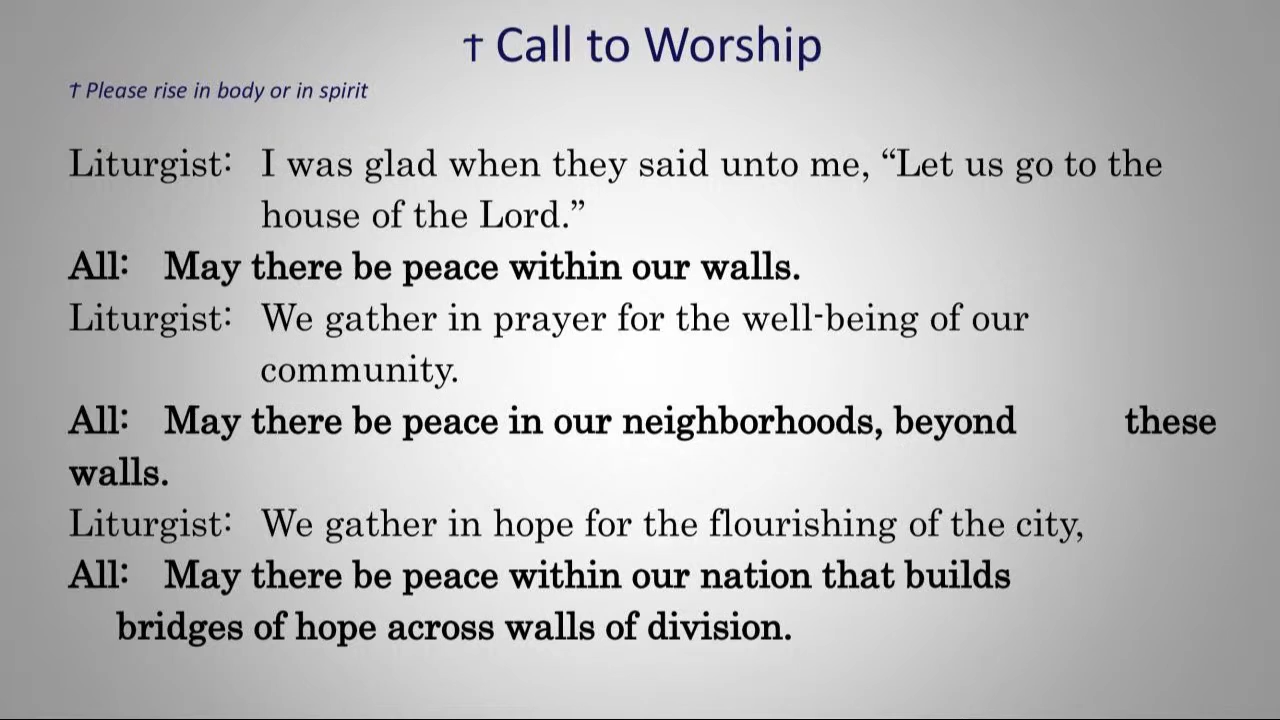 † Call to Worship
† Please rise in body or in spirit
Liturgist: I was glad when they said unto me, “Let us go to the
house of the Lord.”
All: May there be peace within our walls.
Liturgist: We gather in prayer for the well-being of our
community.
All: May there be peace in our neighborhoods, beyond these
walls.
Liturgist: We gather in hope for the flourishing of the city,
All: May there be peace within our nation that builds
bridges of hope across walls of division.